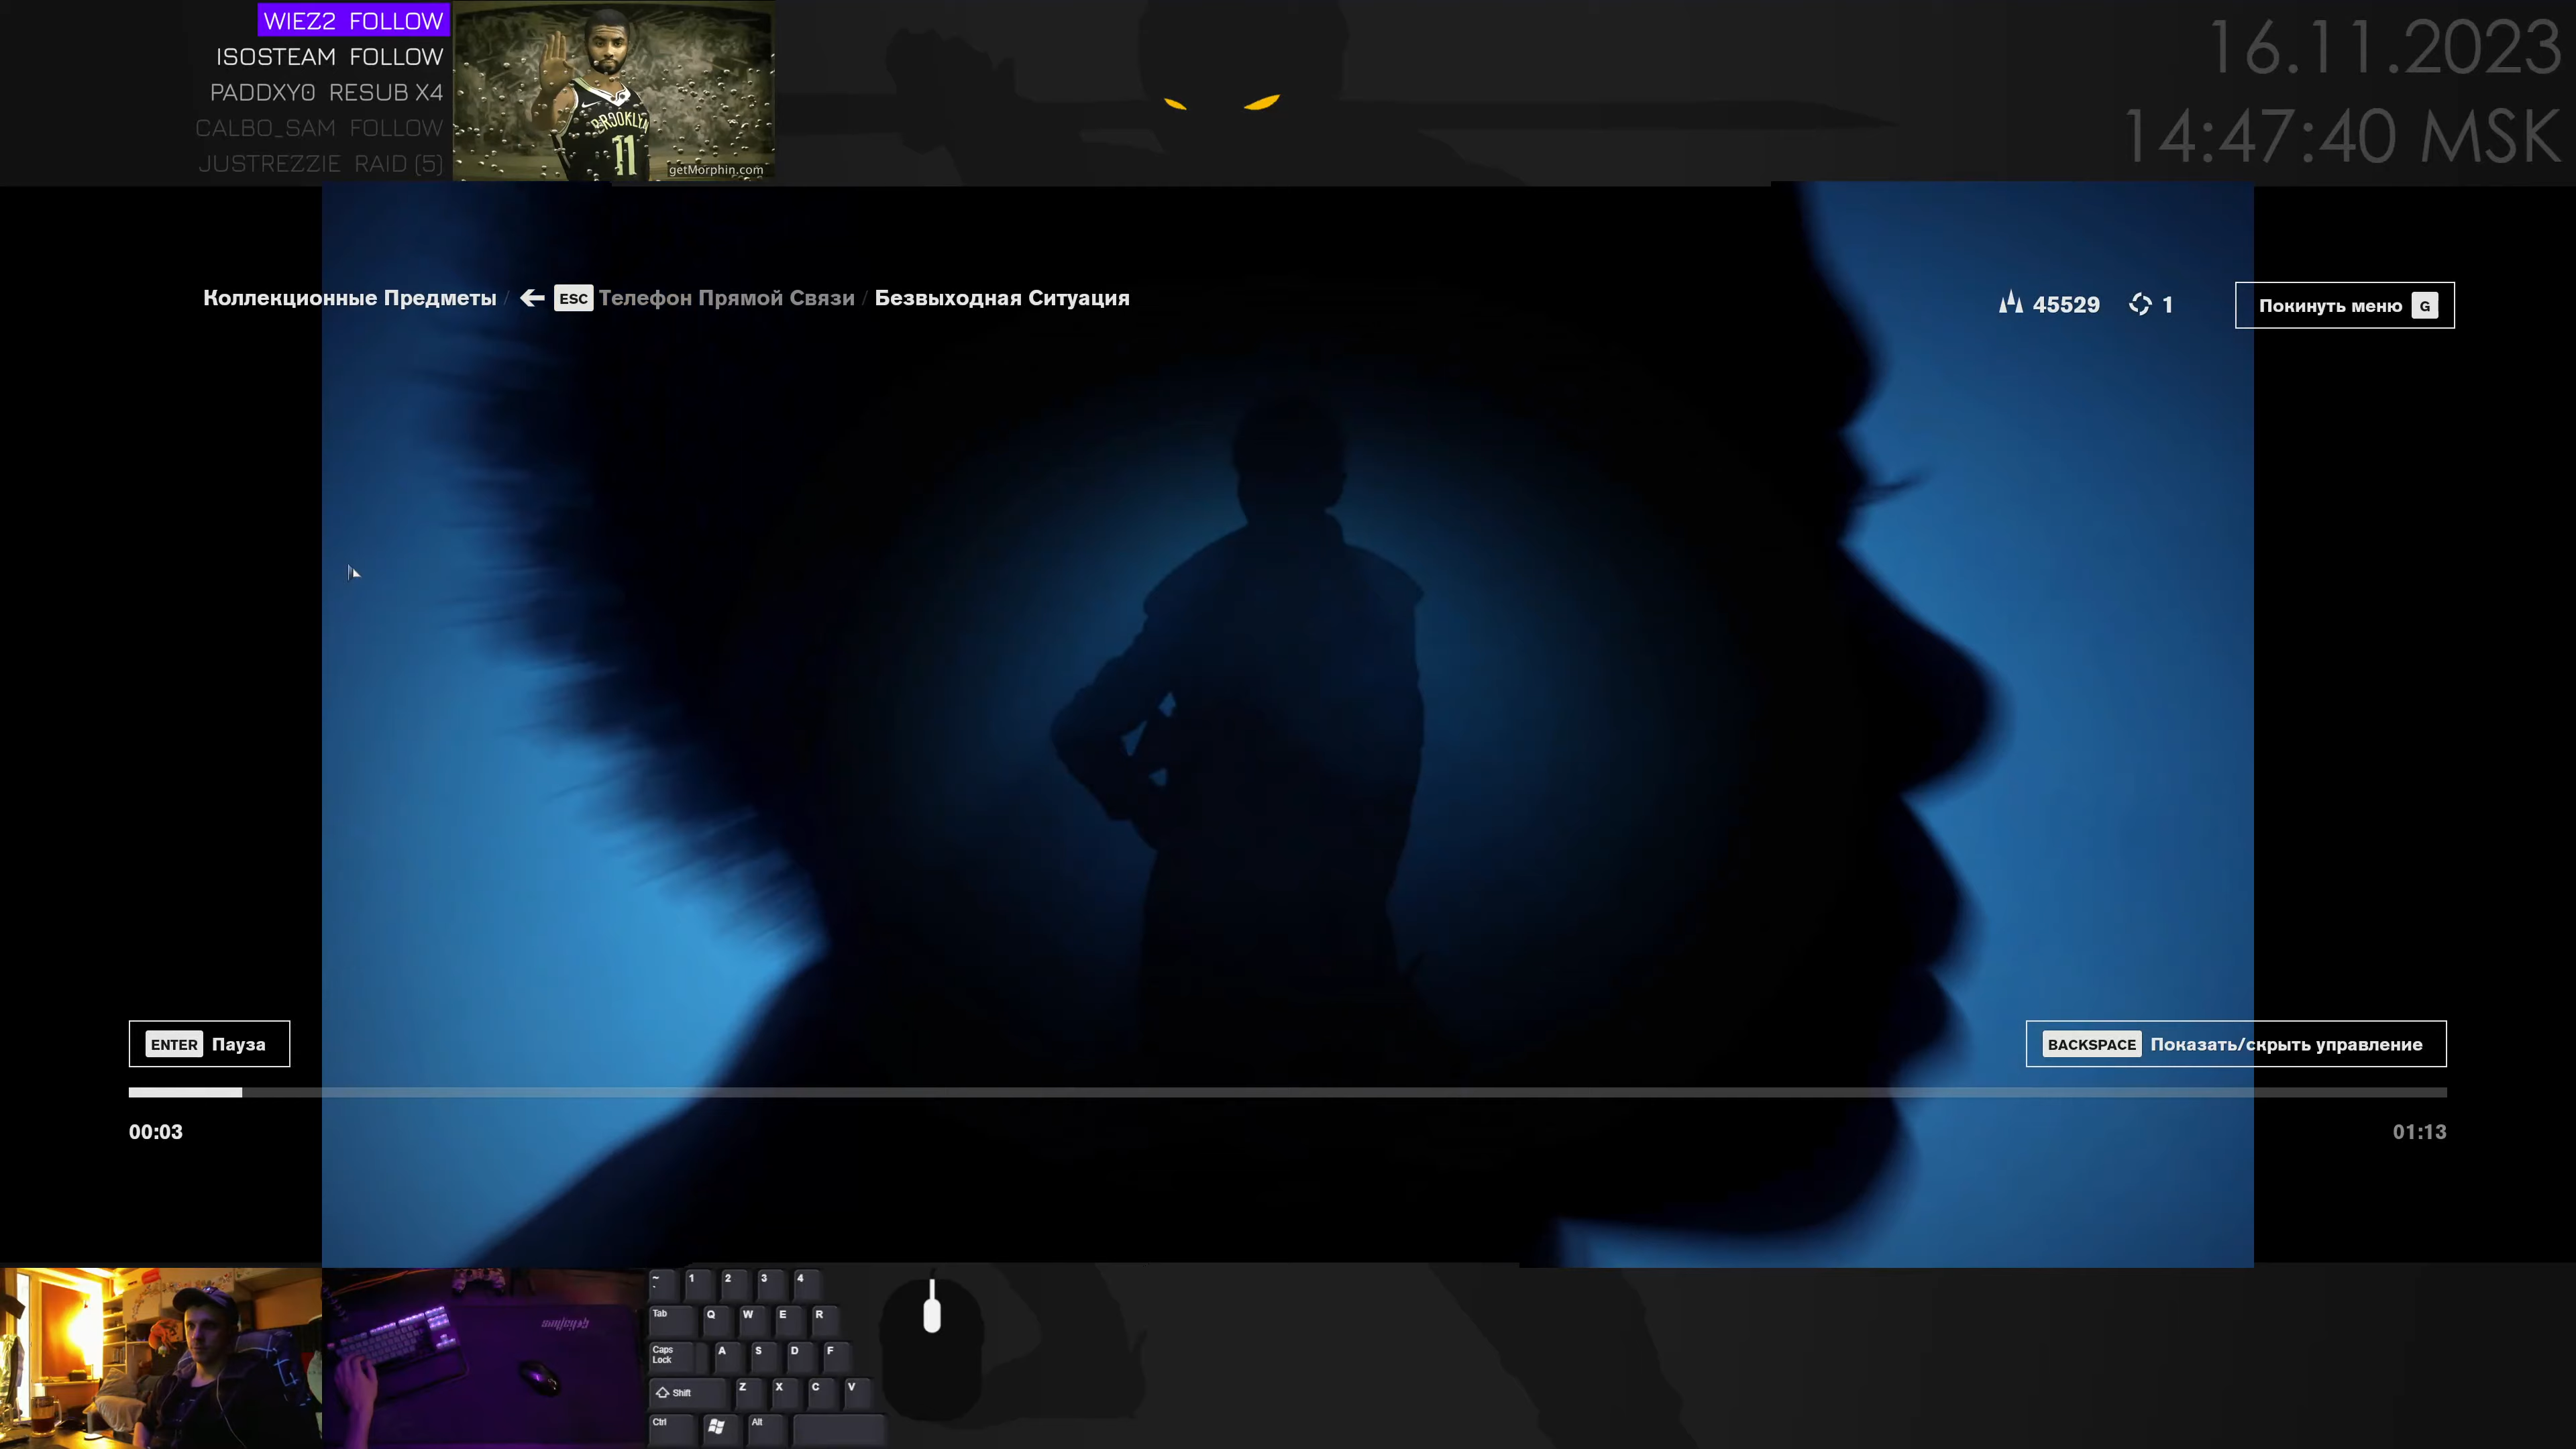 WIEZ2 FOLLOW
ISOSTEAM FOLLOW
PADDXY0 RESUB X4
CALBO_SAM FOLLOW
JUSTREZZIE RAID (5)
BROOKLYN
11
getMorphin.com
16.11.2023
14:47:40 MSK
Коллекционные Предметы / ESC Телефон Прямой Связи / Безвыходная Ситуация
45529 1
Покинуть меню G
ENTER Пауза
BACKSPACE Показать/скрыть управление
00:03
01:13
~ 1 2 3 4
Tab Q W E R
Caps Lock A S D F
Shift Z X C V
Ctrl Alt